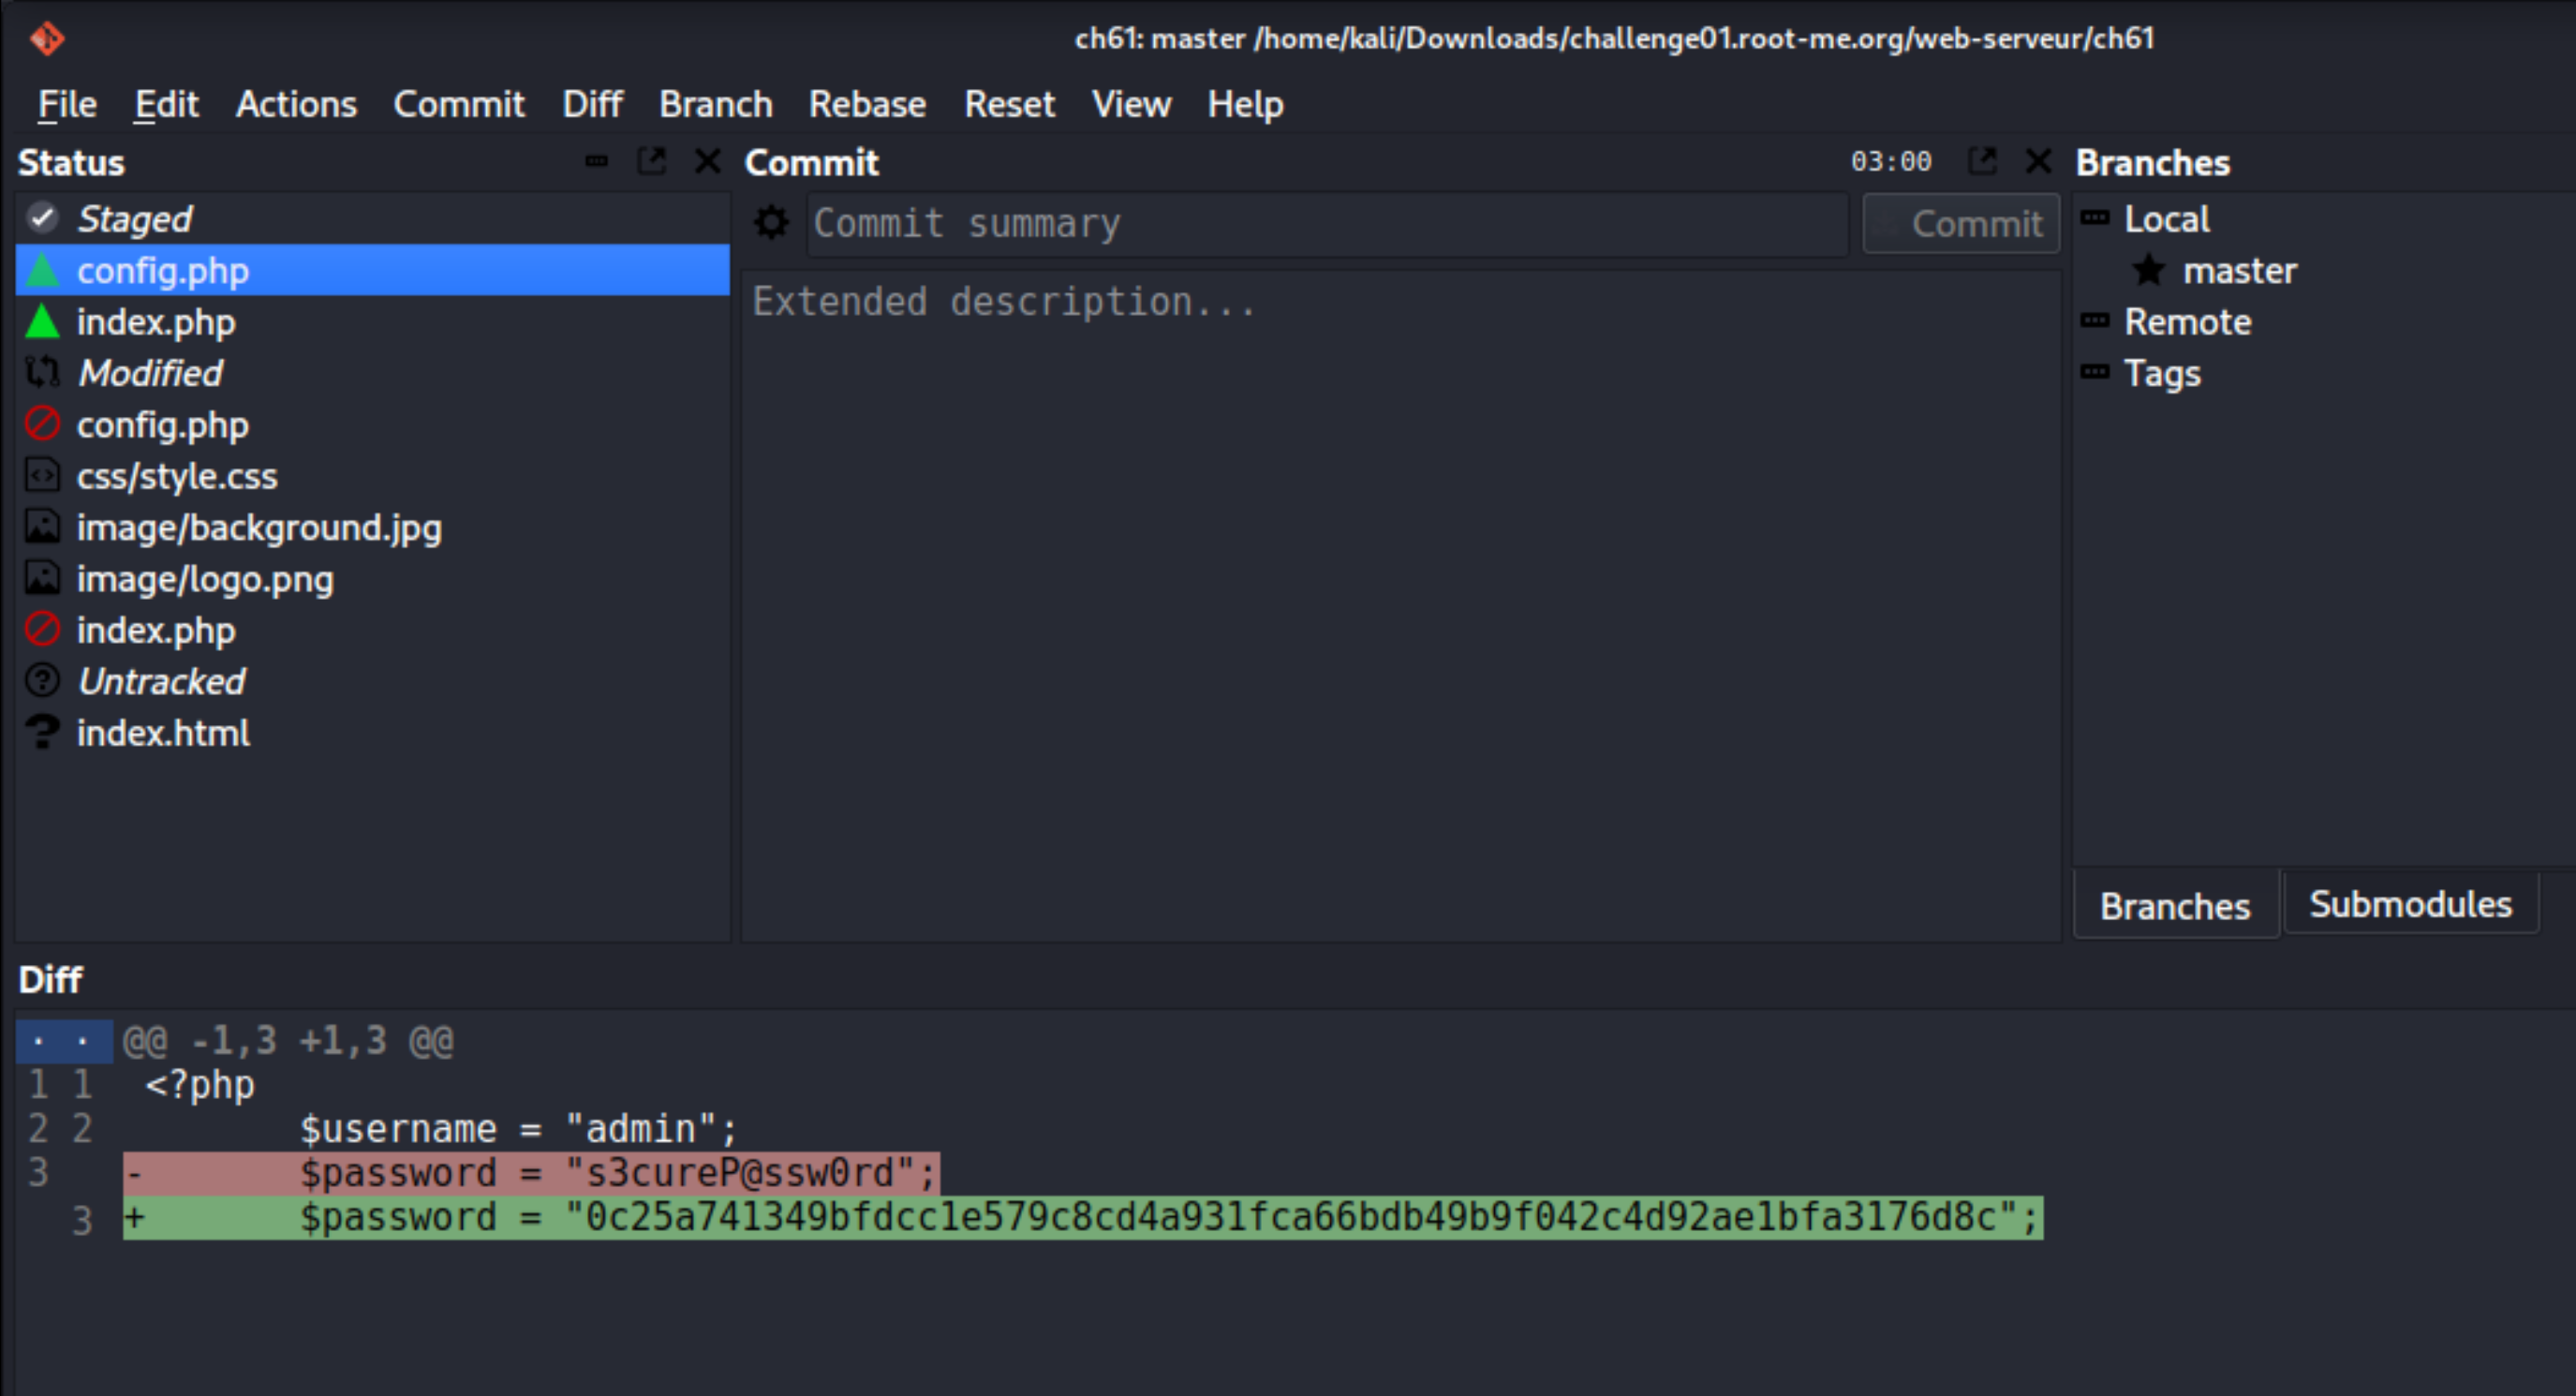 ch61: master /home/kali/Downloads/challenge01.root-me.org/web-serveur/ch61
File Edit Actions Commit Diff Branch Rebase Reset View Help
Status
Staged
config.php
index.php
Modified
config.php
css/style.css
image/background.jpg
image/logo.png
index.php
Untracked
index.html
Commit 03:00
Commit summary Commit
Extended description...
Branches
Local
master
Remote
Tags
Branches Submodules
Diff
· · @@ -1,3 +1,3 @@
1 1 <?php
2 2 $username = "admin";
3 - $password = "s3cureP@ssw0rd";
3 + $password = "0c25a741349bfdcc1e579c8cd4a931fca66bdb49b9f042c4d92ae1bfa3176d8c";